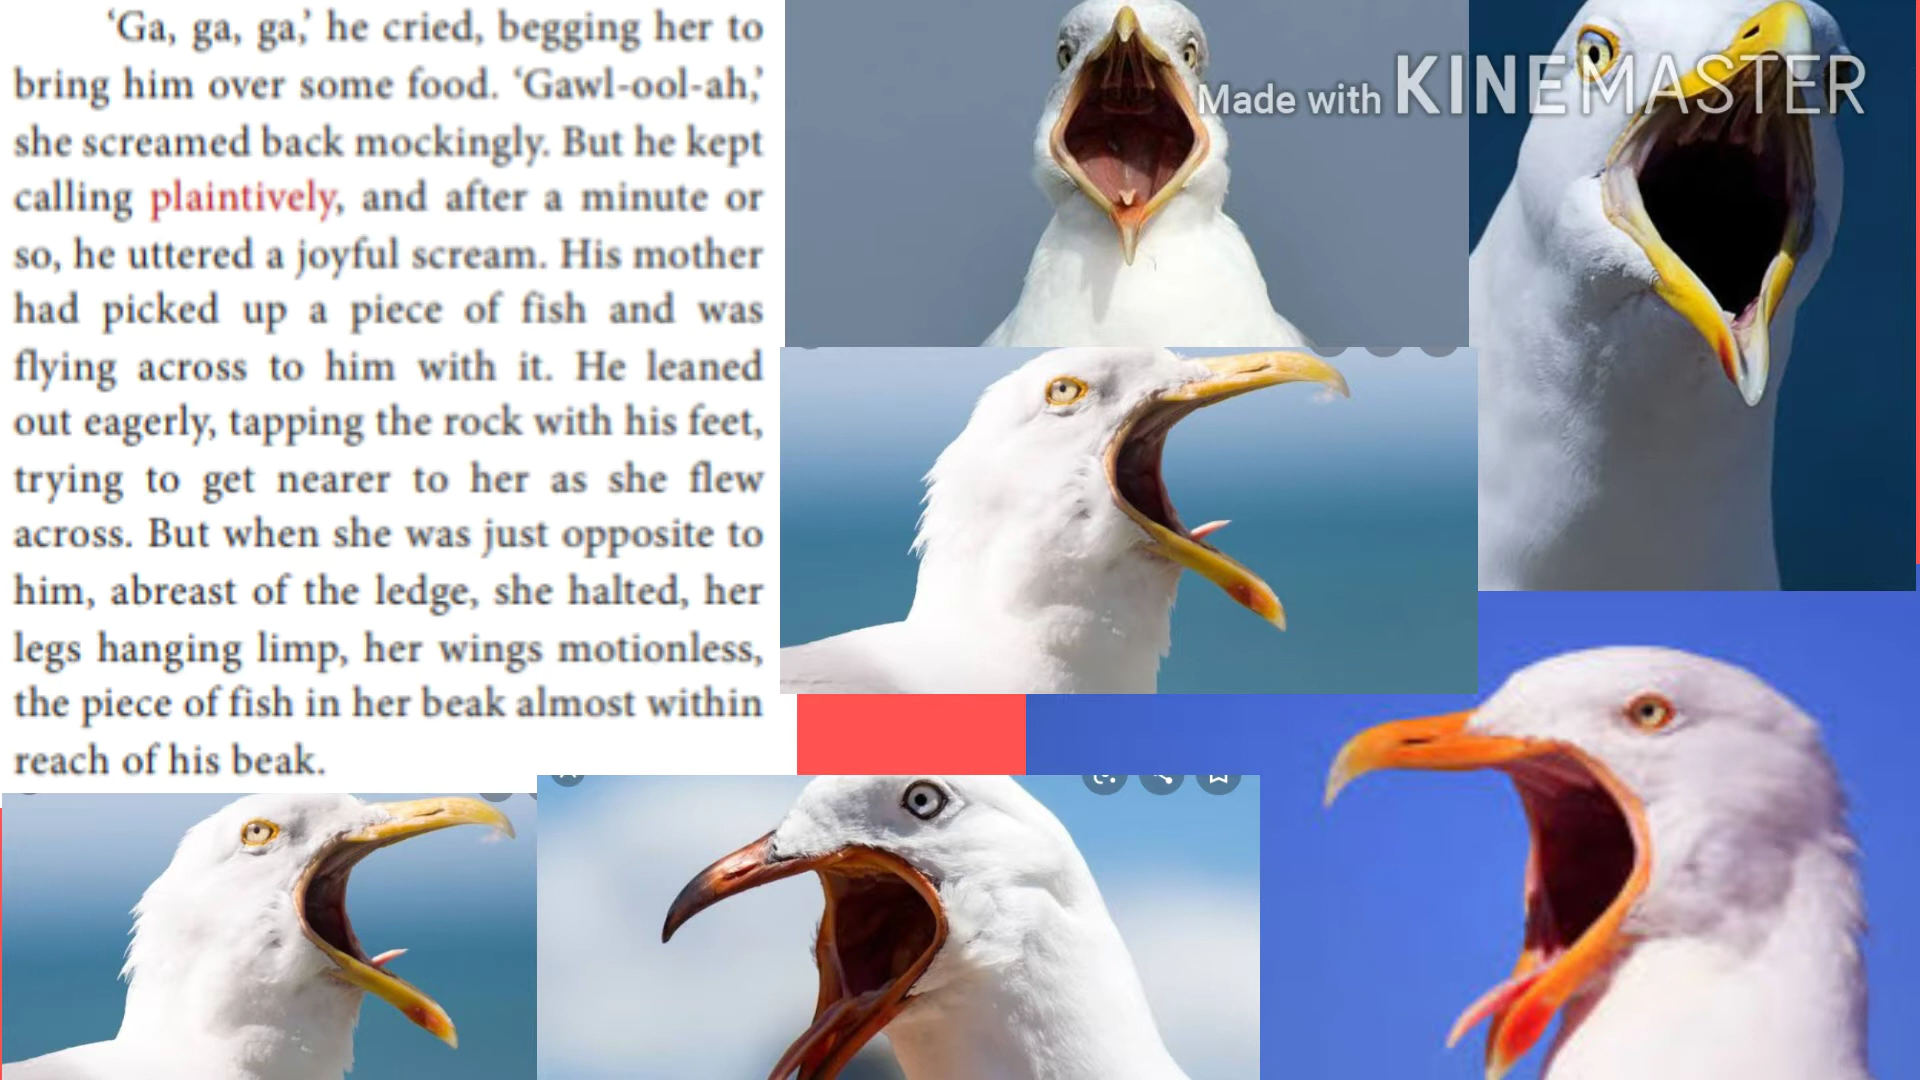 ‘Ga, ga, ga,’ he cried, begging her to
bring him over some food. ‘Gawl-ool-ah,’
she screamed back mockingly. But he kept
calling plaintively, and after a minute or
so, he uttered a joyful scream. His mother
had picked up a piece of fish and was
flying across to him with it. He leaned
out eagerly, tapping the rock with his feet,
trying to get nearer to her as she flew
across. But when she was just opposite to
him, abreast of the ledge, she halted, her
legs hanging limp, her wings motionless,
the piece of fish in her beak almost within
reach of his beak.
Made with KINEMASTER